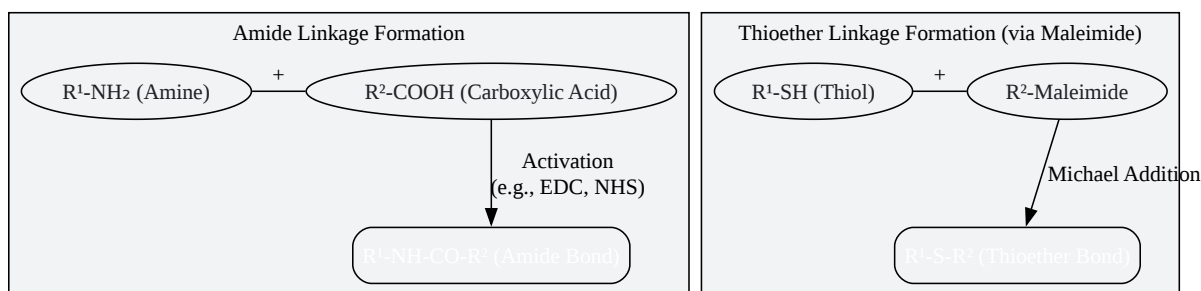 Amide Linkage Formation
R¹-NH₂ (Amine)
+
R²-COOH (Carboxylic Acid)
Activation
(e.g., EDC, NHS)
R¹-NH-CO-R² (Amide Bond)
Thioether Linkage Formation (via Maleimide)
R¹-SH (Thiol)
+
R²-Maleimide
Michael Addition
R¹-S-R² (Thioether Bond)